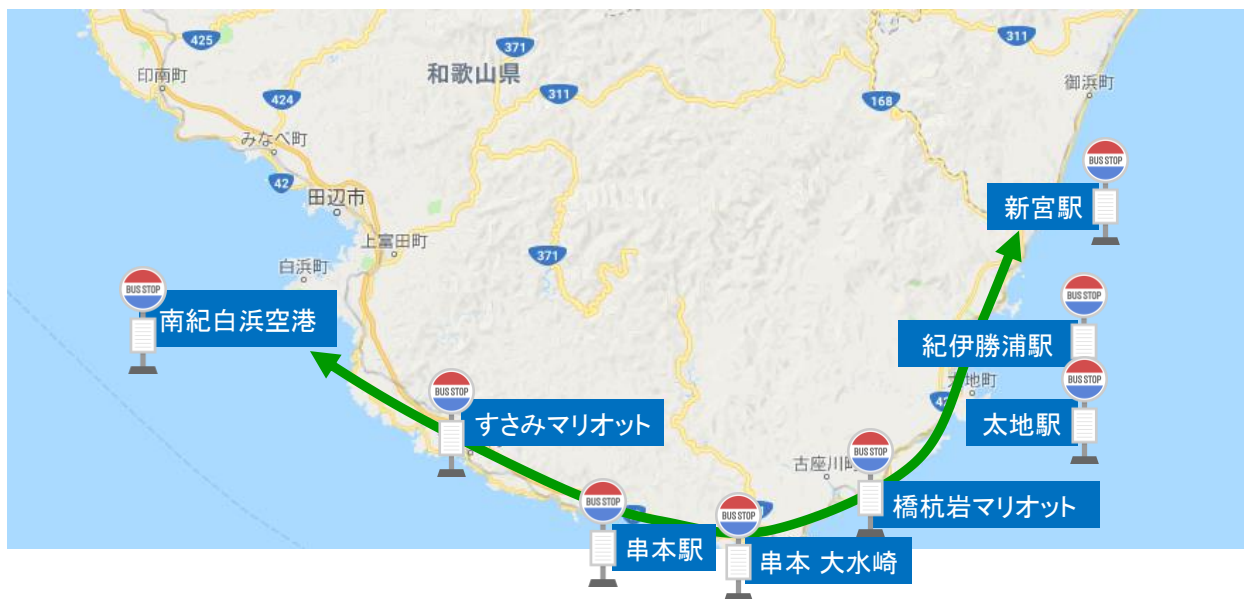 425
371
311
印南町
和歌山県
御浜町
424
311
168
みなべ町
BUS STOP
42
田辺市
新宮駅
上富田町
371
白浜町
BUS STOP
BUS STOP
南紀白浜空港
紀伊勝浦駅
BUS STOP
BUS STOP
太地町
42
すさみマリオット
太地駅
BUS STOP
古座川町
BUS STOP
橋杭岩マリオット
BUS STOP
串本駅
串本 大水崎